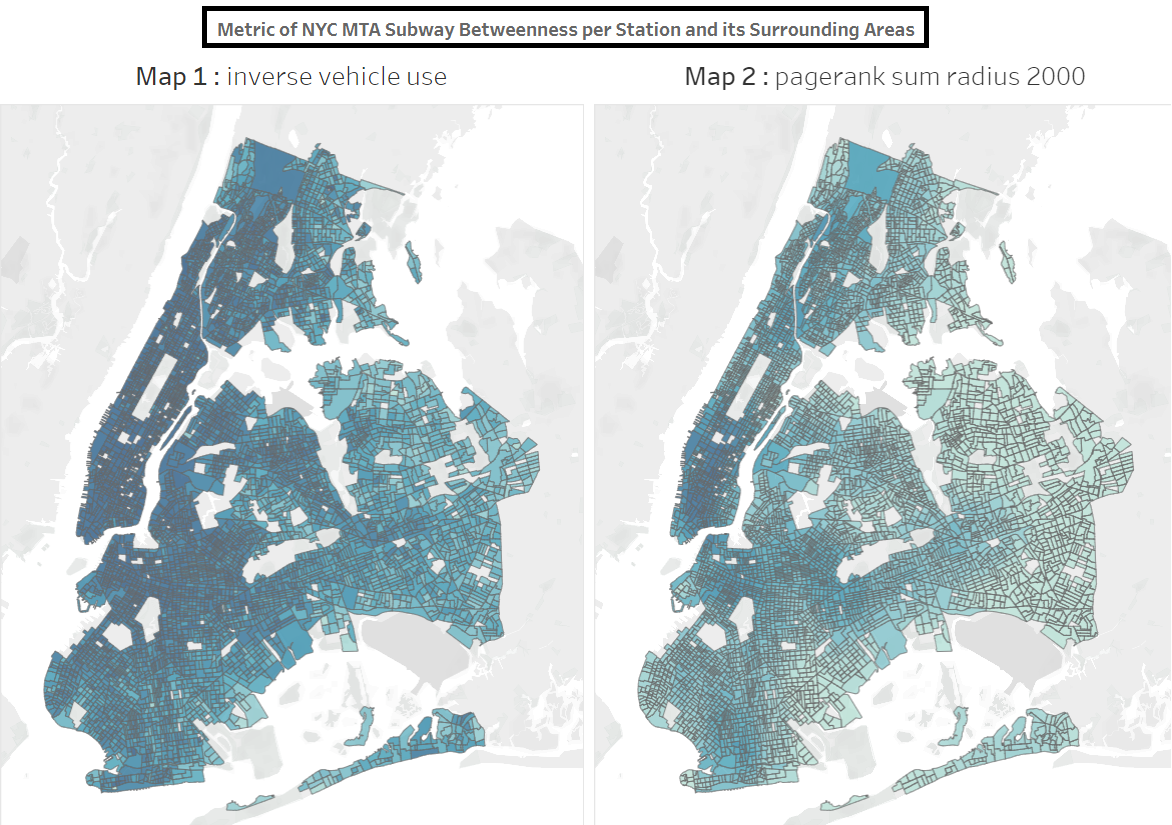 Metric of NYC MTA Subway Betweenness per Station and its Surrounding Areas
Map 1 : inverse vehicle use
Map 2 : pagerank sum radius 2000